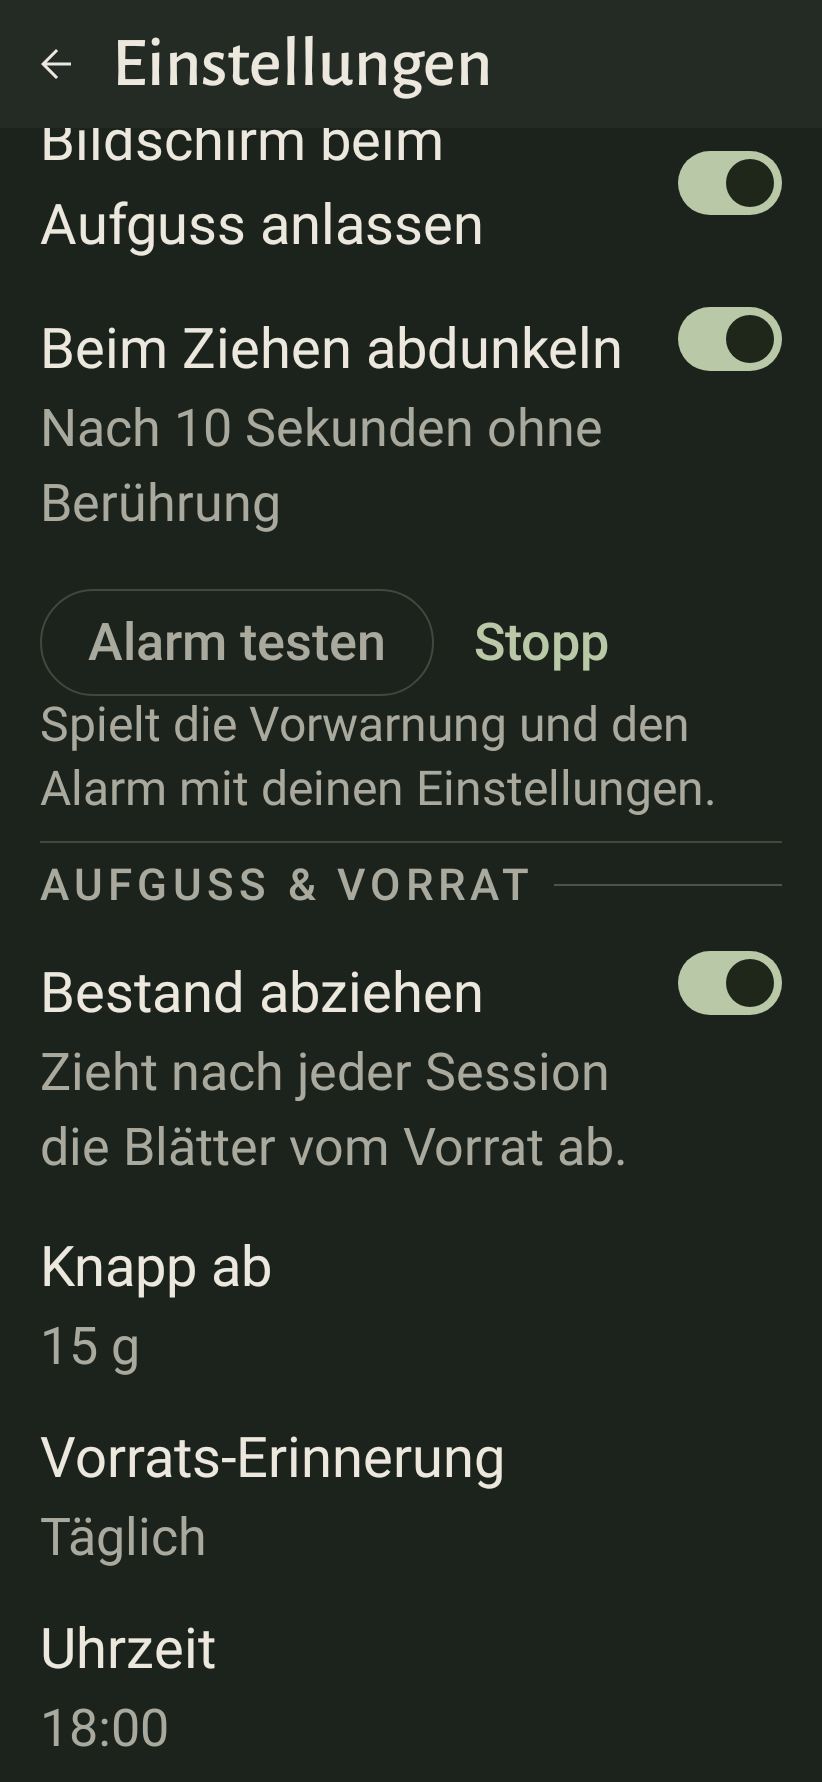 Einstellungen
Bildschirm beim
Aufguss anlassen
Beim Ziehen abdunkeln
Nach 10 Sekunden ohne
Berührung
Alarm testen Stopp
Spielt die Vorwarnung und den
Alarm mit deinen Einstellungen.
AUFGUSS & VORRAT
Bestand abziehen
Zieht nach jeder Session
die Blätter vom Vorrat ab.
Knapp ab
15 g
Vorrats-Erinnerung
Täglich
Uhrzeit
18:00